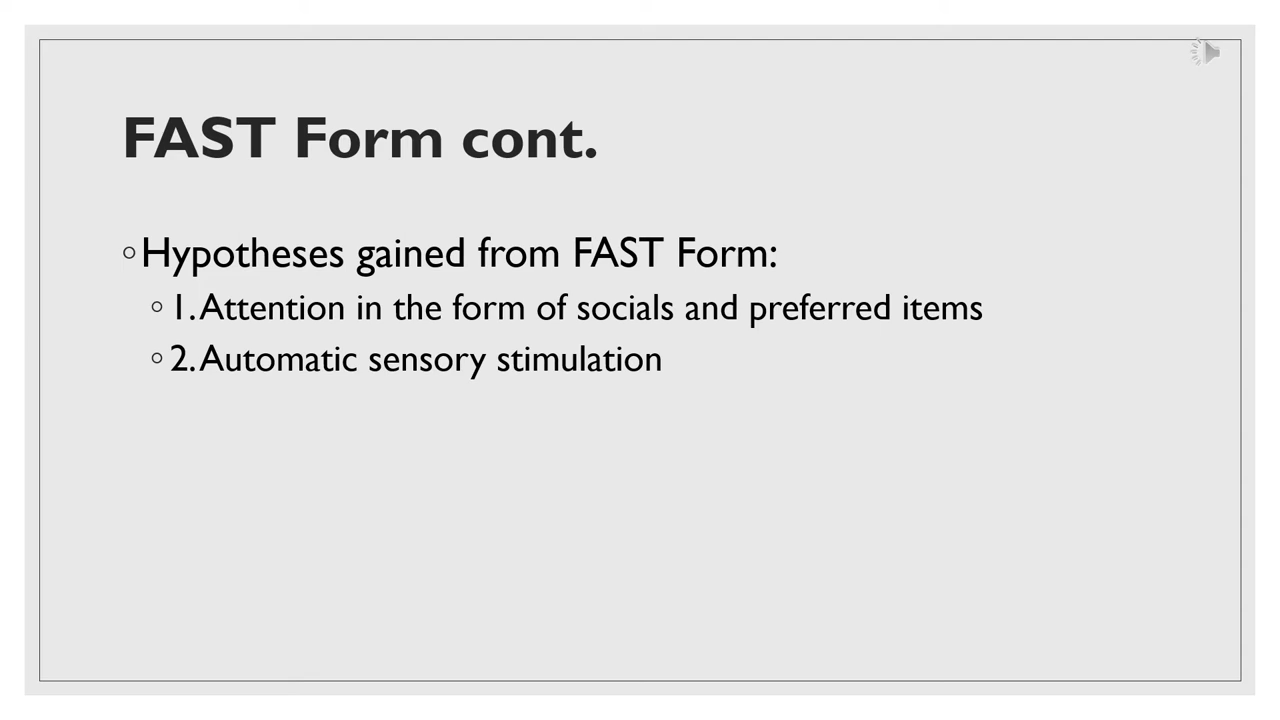 FAST Form cont.
◦Hypotheses gained from FAST Form:
◦1. Attention in the form of socials and preferred items
◦2. Automatic sensory stimulation